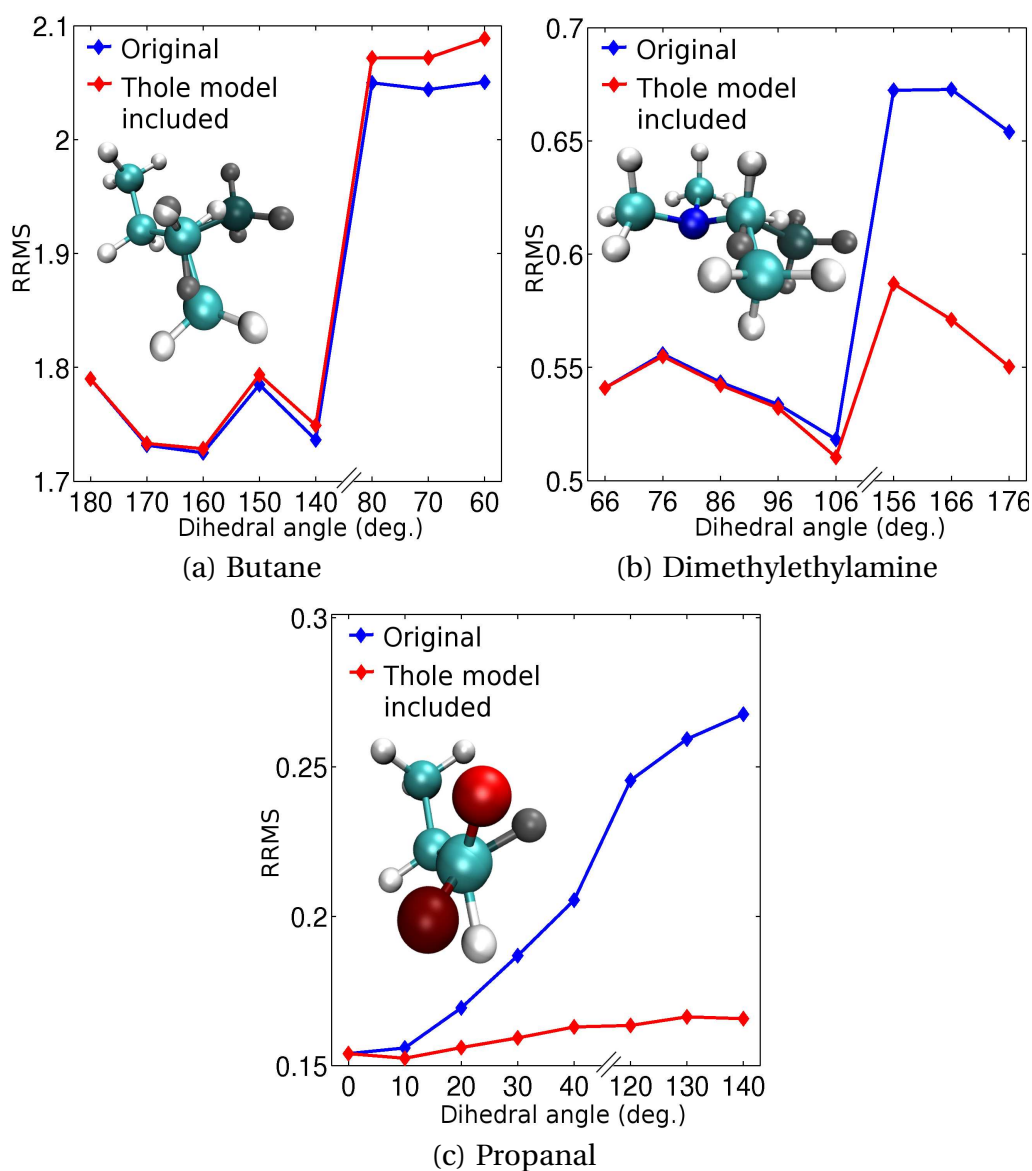 2.1
2
1.9
1.8
1.7
RRMS
Original
Thole model
included
180 170 160 150 140 80 70 60
Dihedral angle (deg.)
(a) Butane
0.7
0.65
0.6
0.55
0.5
RRMS
Original
Thole model
included
66 76 86 96 106 156 166 176
Dihedral angle (deg.)
(b) Dimethylethylamine
0.3
0.25
0.2
0.15
RRMS
Original
Thole model
included
0 10 20 30 40 120 130 140
Dihedral angle (deg.)
(c) Propanal